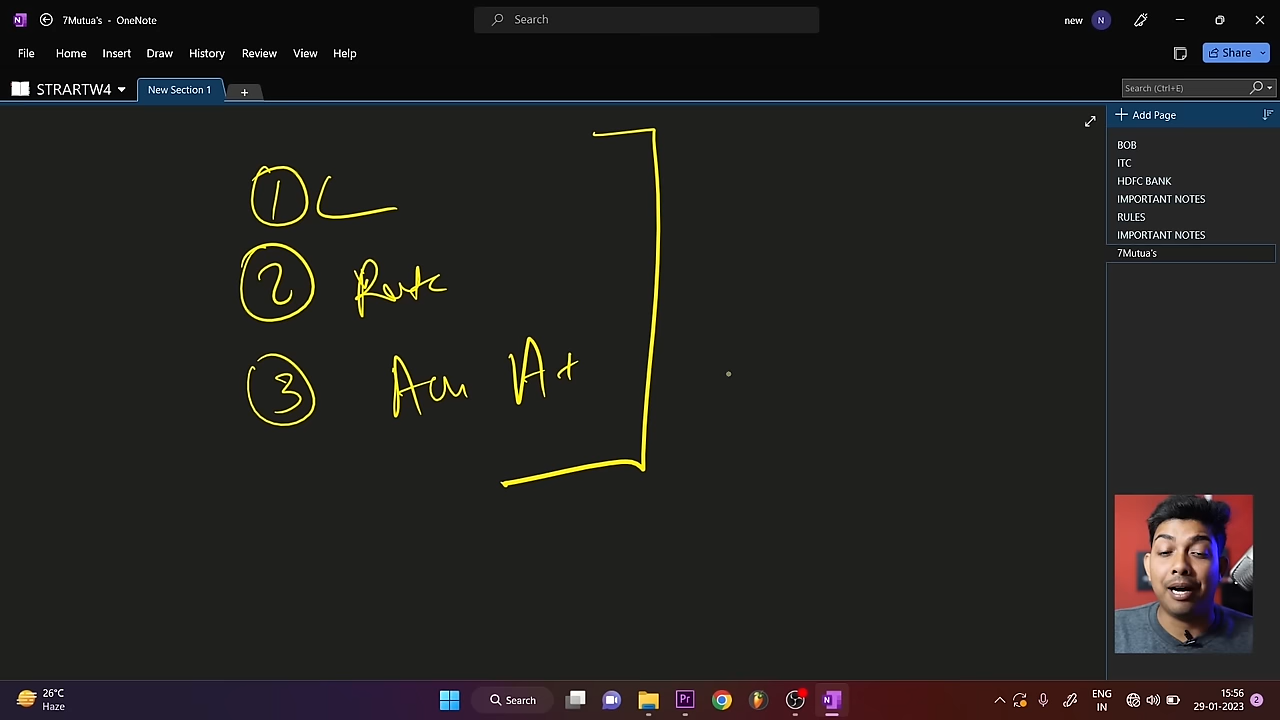 7Mutua's - OneNote
Search
new N
File Home Insert Draw History Review View Help
Share
STRARTW4
New Section 1
+
Search (Ctrl+E)
Add Page
BOB
ITC
HDFC BANK
IMPORTANT NOTES
RULES
IMPORTANT NOTES
7Mutua's
1
2
3
26°C
Haze
Search
Pr
N
ENG
IN
15:56
29-01-2023
2